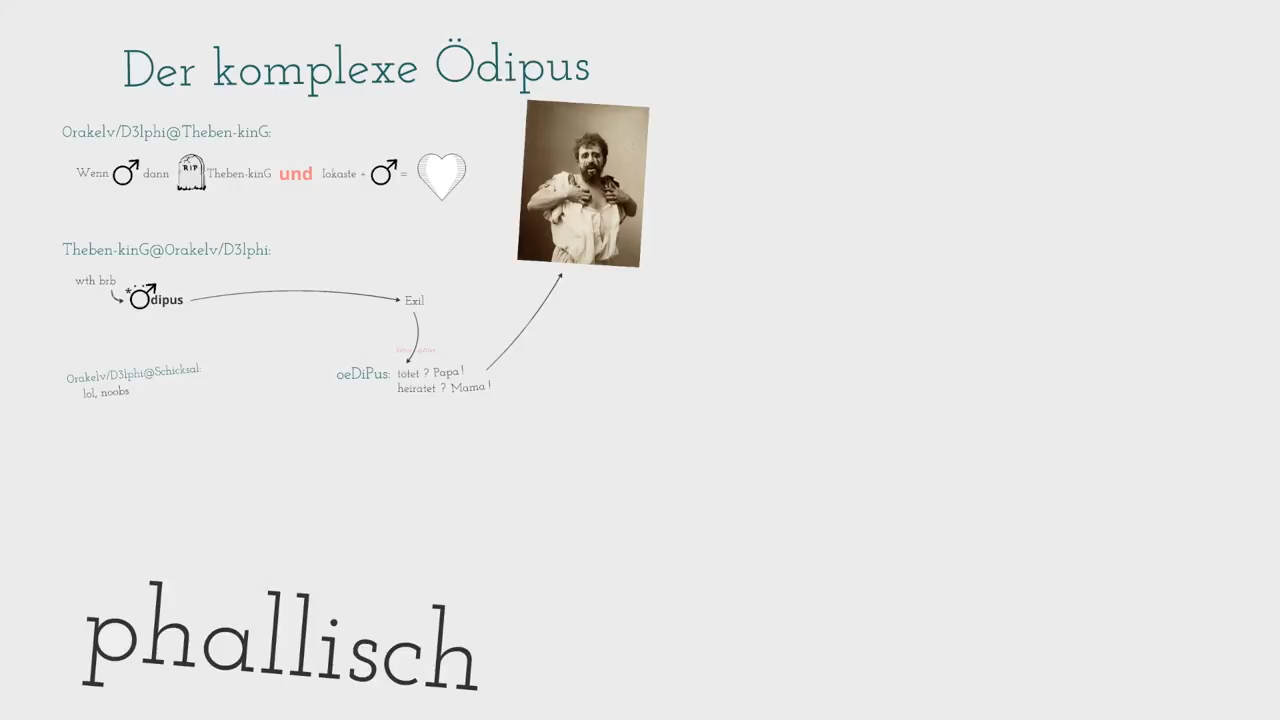 Der komplexe Ödipus
Orakelv/D3lphi@Theben-kinG:
Wenn dann RIP Theben-kinG und Iokaste + =
Theben-kinG@Orakelv/D3lphi:
wth brb
*Ödipus
Exil
oeDiPus: tötet ? Papa!
heiratet ? Mama!
Orakelv/D3lphi@Schicksal:
lol, noobs
phallisch